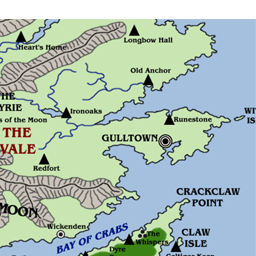 Longbow Hall
Heart's Home
Old Anchor
THE
YRIE
Ironoaks
s of the Moon
Runestone
WI
IS
THE
VALE
GULLTOWN
Redfort
CRACKCLAW
POINT
MOON
Wickenden
BAY OF CRABS
The
Whispers
CLAW
ISLE
Dyre